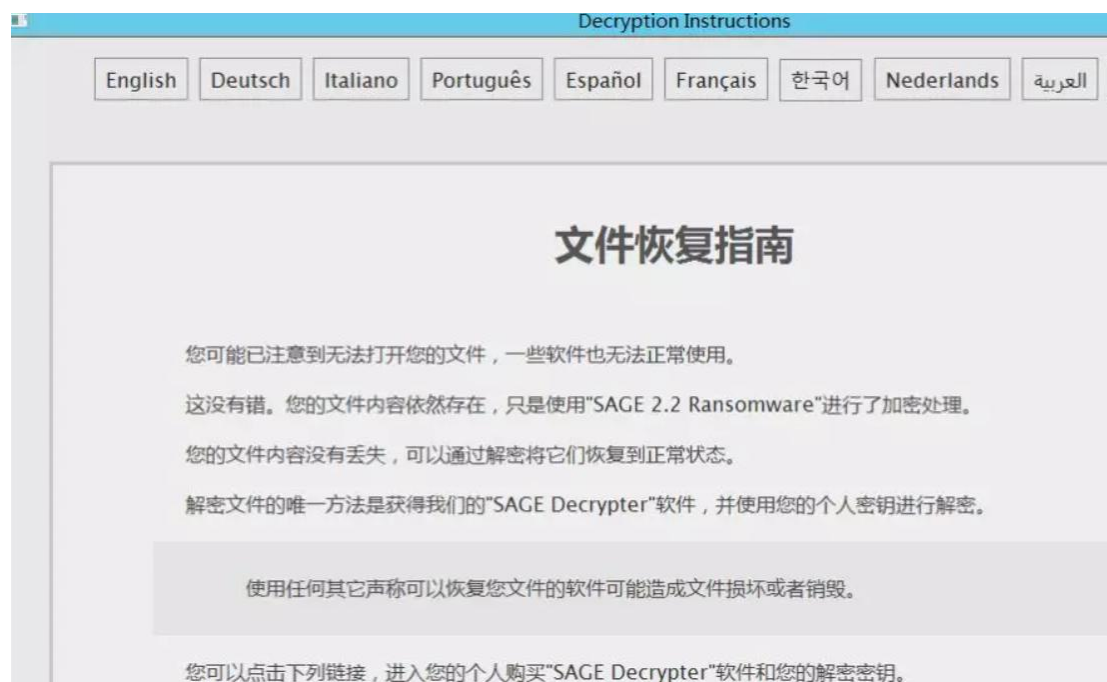 Decryption Instructions
English Deutsch Italiano Português Español Français 한국어 Nederlands العربية
文件恢复指南
您可能已注意到无法打开您的文件，一些软件也无法正常使用。
这没有错。您的文件内容依然存在，只是使用"SAGE 2.2 Ransomware"进行了加密处理。
您的文件内容没有丢失，可以通过解密将它们恢复到正常状态。
解密文件的唯一方法是获得我们的"SAGE Decrypter"软件，并使用您的个人密钥进行解密。
使用任何其它声称可以恢复您文件的软件可能造成文件损坏或者销毁。
您可以点击下列链接，进入您的个人购买"SAGE Decrypter"软件和您的解密密钥。